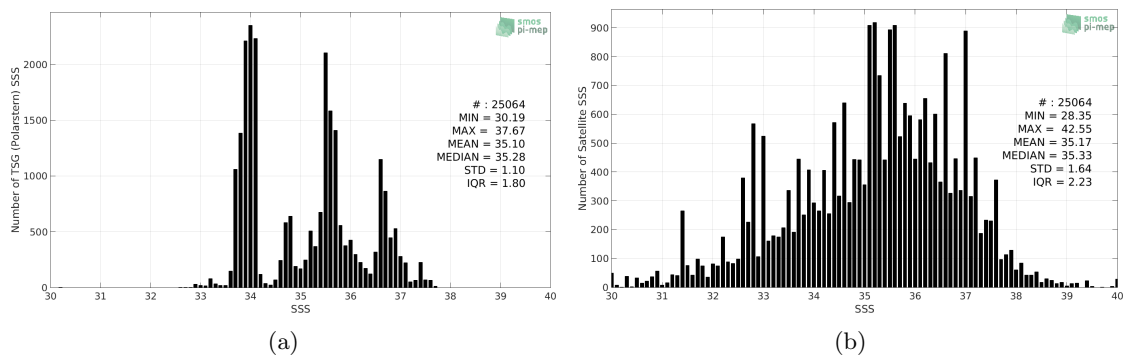 smos
pi-mep
Number of TSG (Polarstern) SSS
2000
1500
1000
500
0
# : 25064
MIN = 30.19
MAX = 37.67
MEAN = 35.10
MEDIAN = 35.28
STD = 1.10
IQR = 1.80
30 31 32 33 34 35 36 37 38 39 40
SSS
(a)
smos
pi-mep
Number of Satellite SSS
900
800
700
600
500
400
300
200
100
0
# : 25064
MIN = 28.35
MAX = 42.55
MEAN = 35.17
MEDIAN = 35.33
STD = 1.64
IQR = 2.23
30 31 32 33 34 35 36 37 38 39 40
SSS
(b)